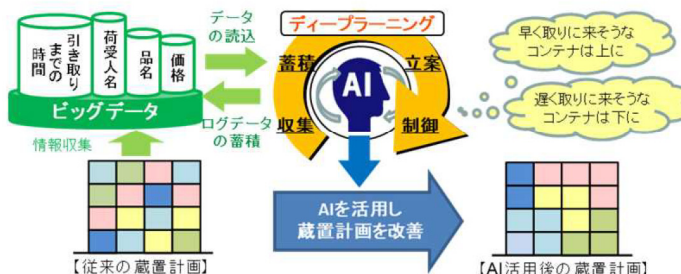 引き取り
までの
時間
荷受人名
品名
価格
ビッグデータ
情報収集
【従来の蔵置計画】
データ
の読込
ログデータ
の蓄積
ディープラーニング
蓄積
立案
AI
収集
制御
AIを活用し
蔵置計画を改善
早く取りに来そうな
コンテナは上に
遅く取りに来そうな
コンテナは下に
【AI活用後の蔵置計画】